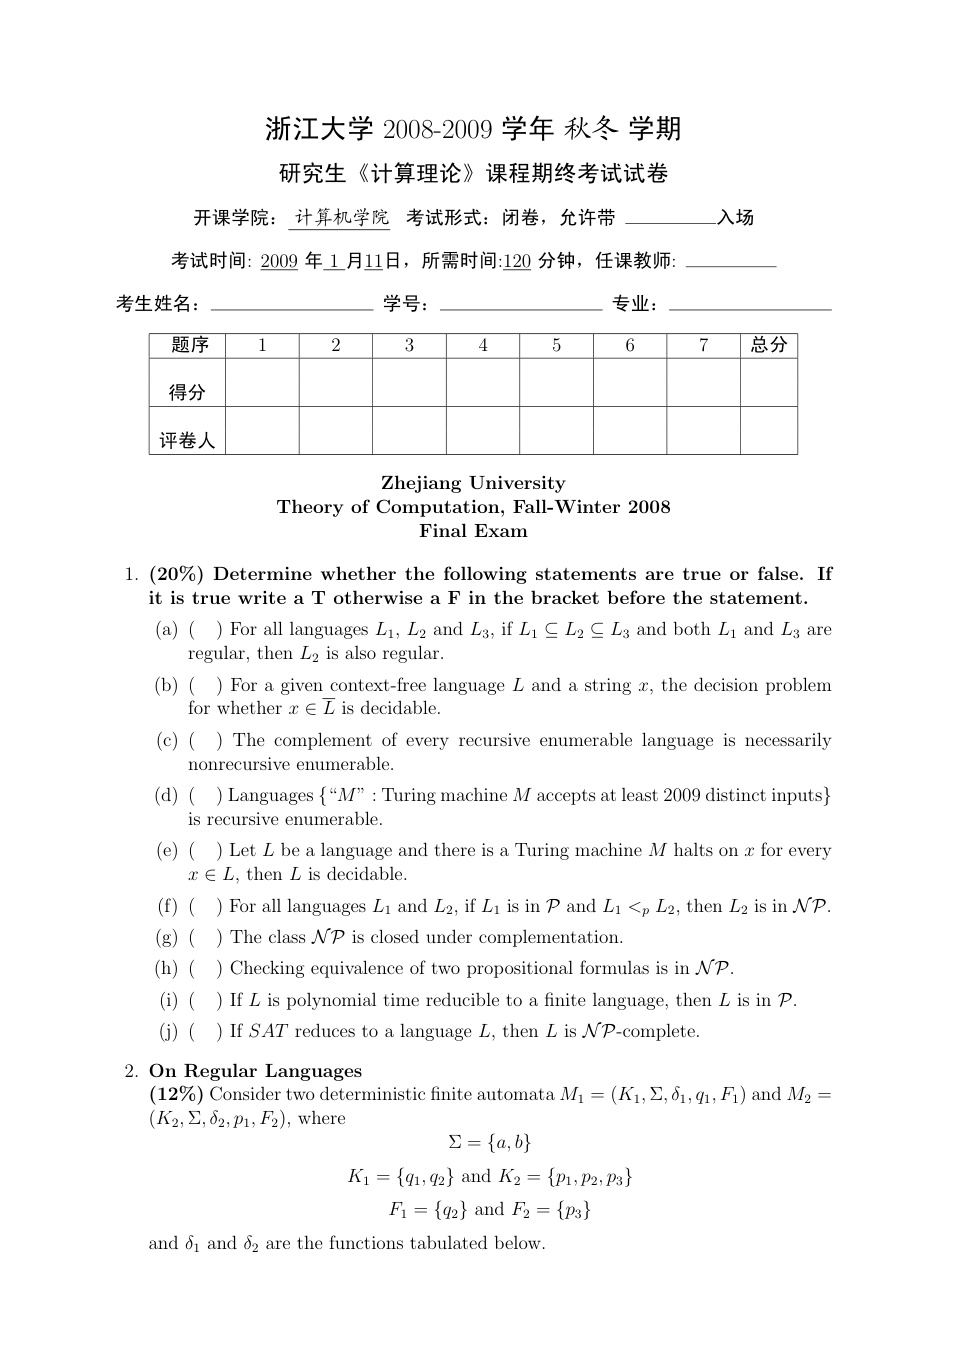 浙江大学 2008-2009 学年 秋冬 学期
研究生《计算理论》课程期终考试试卷
开课学院: 计算机学院 考试形式: 闭卷, 允许带 ________入场
考试时间: 2009 年 1 月11日, 所需时间:120 分钟, 任课教师: ________
考生姓名: ________ 学号: ________ 专业: ________
题序 1 2 3 4 5 6 7 总分
得分
评卷人
Zhejiang University
Theory of Computation, Fall-Winter 2008
Final Exam
1. (20%) Determine whether the following statements are true or false. If
it is true write a T otherwise a F in the bracket before the statement.
(a) ( ) For all languages L₁, L₂ and L₃, if L₁ ⊆ L₂ ⊆ L₃ and both L₁ and L₃ are
regular, then L₂ is also regular.
(b) ( ) For a given context-free language L and a string x, the decision problem
for whether x ∈ L̅ is decidable.
(c) ( ) The complement of every recursive enumerable language is necessarily
nonrecursive enumerable.
(d) ( ) Languages {“M” : Turing machine M accepts at least 2009 distinct inputs}
is recursive enumerable.
(e) ( ) Let L be a language and there is a Turing machine M halts on x for every
x ∈ L, then L is decidable.
(f) ( ) For all languages L₁ and L₂, if L₁ is in 𝒫 and L₁ <ₚ L₂, then L₂ is in 𝒩𝒫.
(g) ( ) The class 𝒩𝒫 is closed under complementation.
(h) ( ) Checking equivalence of two propositional formulas is in 𝒩𝒫.
(i) ( ) If L is polynomial time reducible to a finite language, then L is in 𝒫.
(j) ( ) If SAT reduces to a language L, then L is 𝒩𝒫-complete.
2. On Regular Languages
(12%) Consider two deterministic finite automata M₁ = (K₁, Σ, δ₁, q₁, F₁) and M₂ =
(K₂, Σ, δ₂, p₁, F₂), where
Σ = {a, b}
K₁ = {q₁, q₂} and K₂ = {p₁, p₂, p₃}
F₁ = {q₂} and F₂ = {p₃}
and δ₁ and δ₂ are the functions tabulated below.